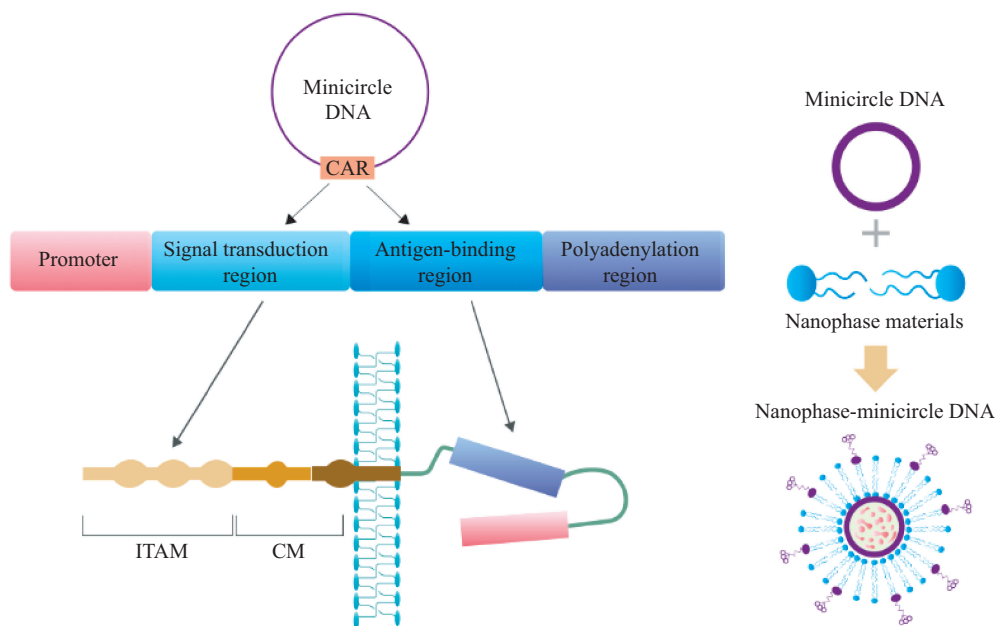 Minicircle
DNA
CAR
Promoter
Signal transduction
region
Antigen-binding
region
Polyadenylation
region
ITAM
CM
Minicircle DNA
+
Nanophase materials
Nanophase-minicircle DNA